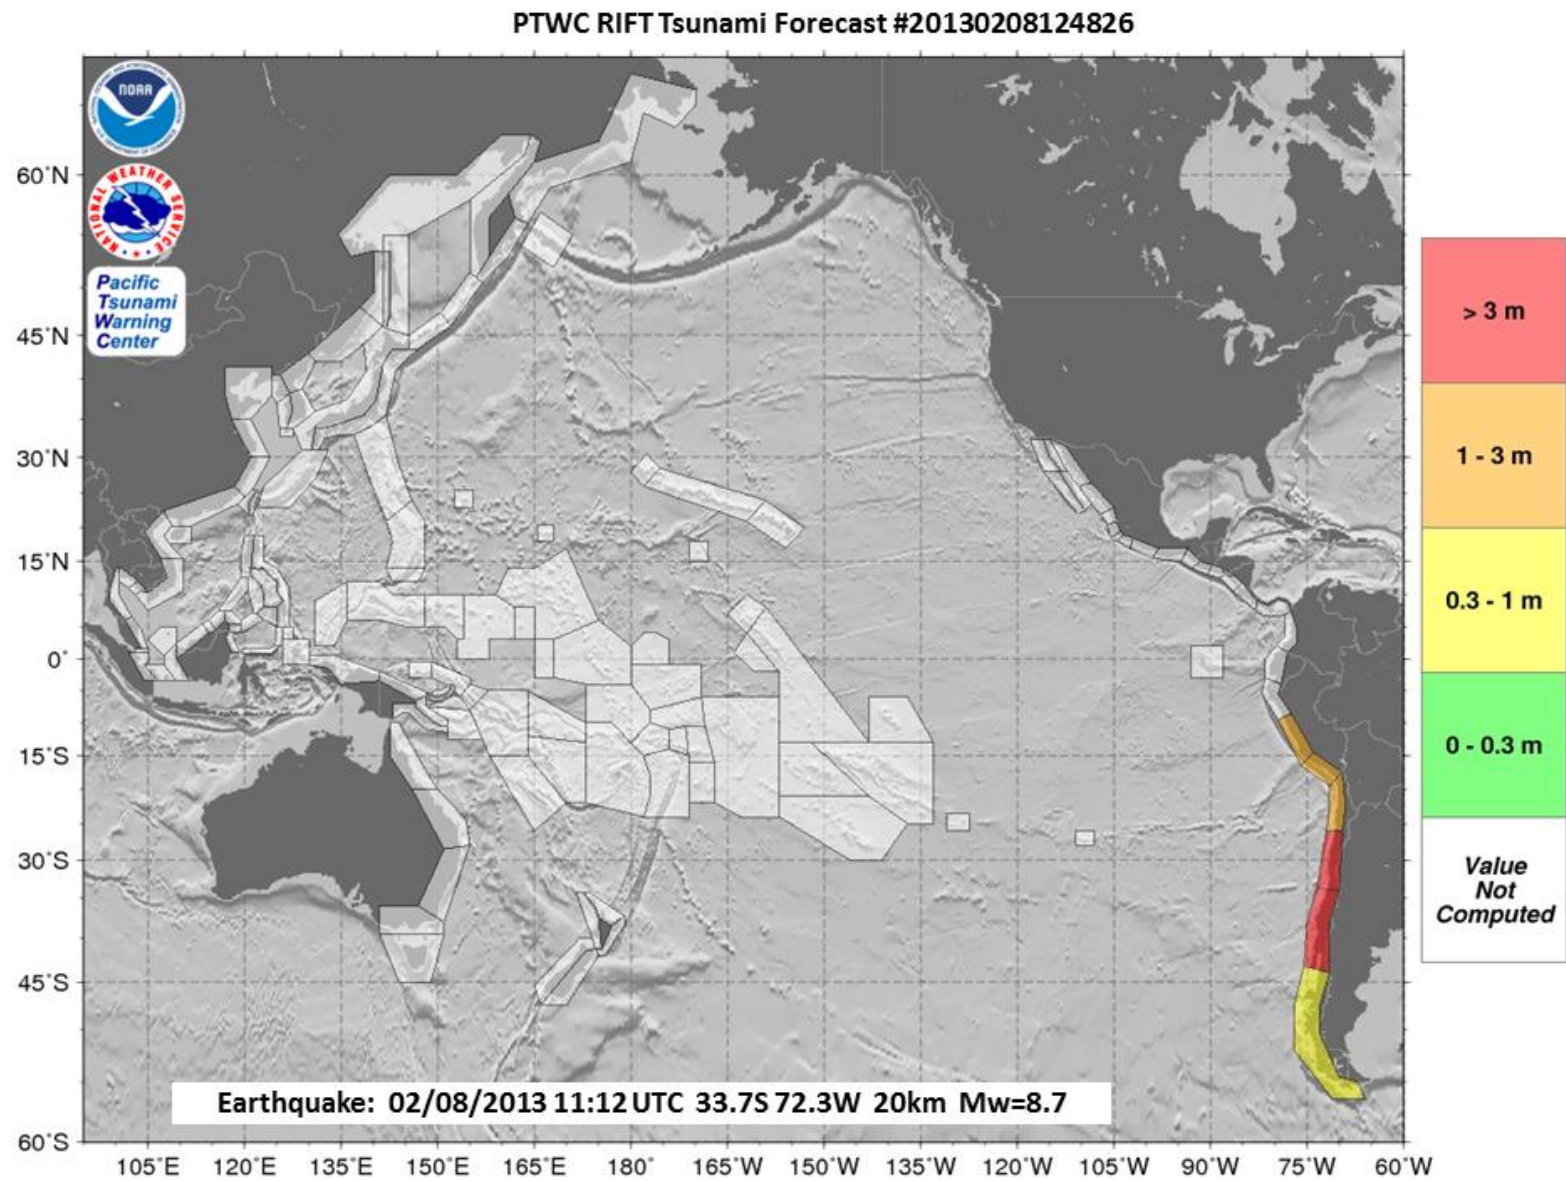 PTWC RIFT Tsunami Forecast #20130208124826
NOAA
NATIONAL WEATHER SERVICE
Pacific
Tsunami
Warning
Center
60°N
45°N
30°N
15°N
0°
15°S
30°S
45°S
60°S
> 3 m
1 - 3 m
0.3 - 1 m
0 - 0.3 m
Value
Not
Computed
Earthquake: 02/08/2013 11:12 UTC 33.7S 72.3W 20km Mw=8.7
105°E 120°E 135°E 150°E 165°E 180° 165°W 150°W 135°W 120°W 105°W 90°W 75°W 60°W